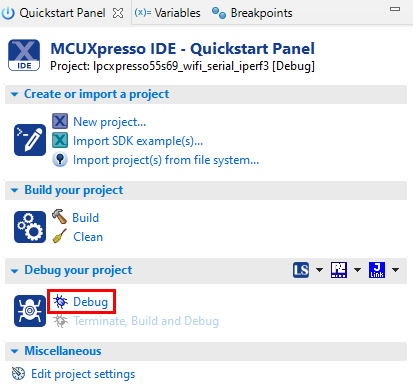 Quickstart Panel (x)= Variables Breakpoints
X IDE MCUXpresso IDE - Quickstart Panel
Project: lpcxpresso55s69_wifi_serial_iperf3 [Debug]
Create or import a project
New project...
Import SDK example(s)...
Import project(s) from file system...
Build your project
Build
Clean
Debug your project LS J Link
Debug
Terminate, Build and Debug
Miscellaneous
Edit project settings